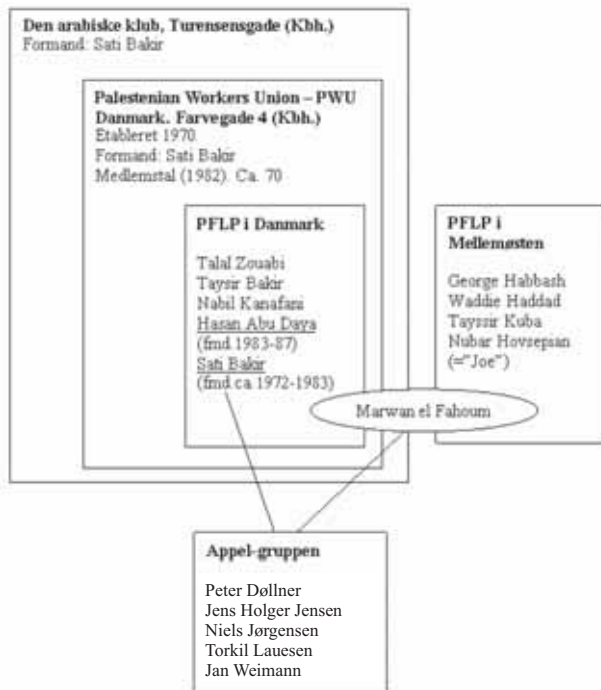 Den arabiske klub, Turensensgade (Kbh.)
Formand: Sati Bakir
Palestenian Workers Union – PWU
Danmark. Farvegade 4 (Kbh.)
Etableret 1970
Formand: Sati Bakir
Medlemstal (1982). Ca. 70
PFLP i Danmark
Talal Zouabi
Taysir Bakir
Nabil Kanafani
Hasan Abu Daya
(fmd 1983-87)
Sati Bakir
(fmd ca 1972-1983)
PFLP i
Mellemøsten
George Habbash
Waddie Haddad
Tayssir Kuba
Nubar Hovsepian
(="Joe")
Marwan el Fahoum
Appel-gruppen
Peter Døllner
Jens Holger Jensen
Niels Jørgensen
Torkil Lauesen
Jan Weimann